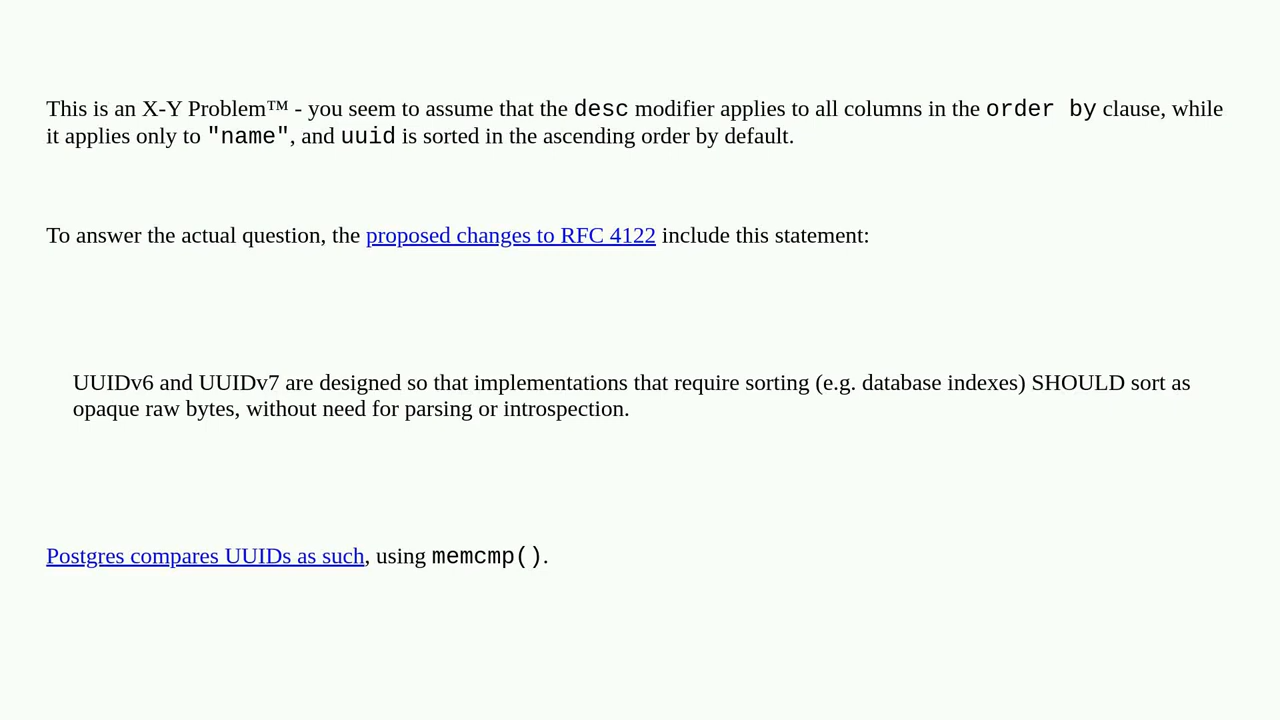 This is an X-Y Problem™ - you seem to assume that the desc modifier applies to all columns in the order by clause, while
it applies only to "name", and uuid is sorted in the ascending order by default.
To answer the actual question, the proposed changes to RFC 4122 include this statement:
UUIDv6 and UUIDv7 are designed so that implementations that require sorting (e.g. database indexes) SHOULD sort as
opaque raw bytes, without need for parsing or introspection.
Postgres compares UUIDs as such, using memcmp().